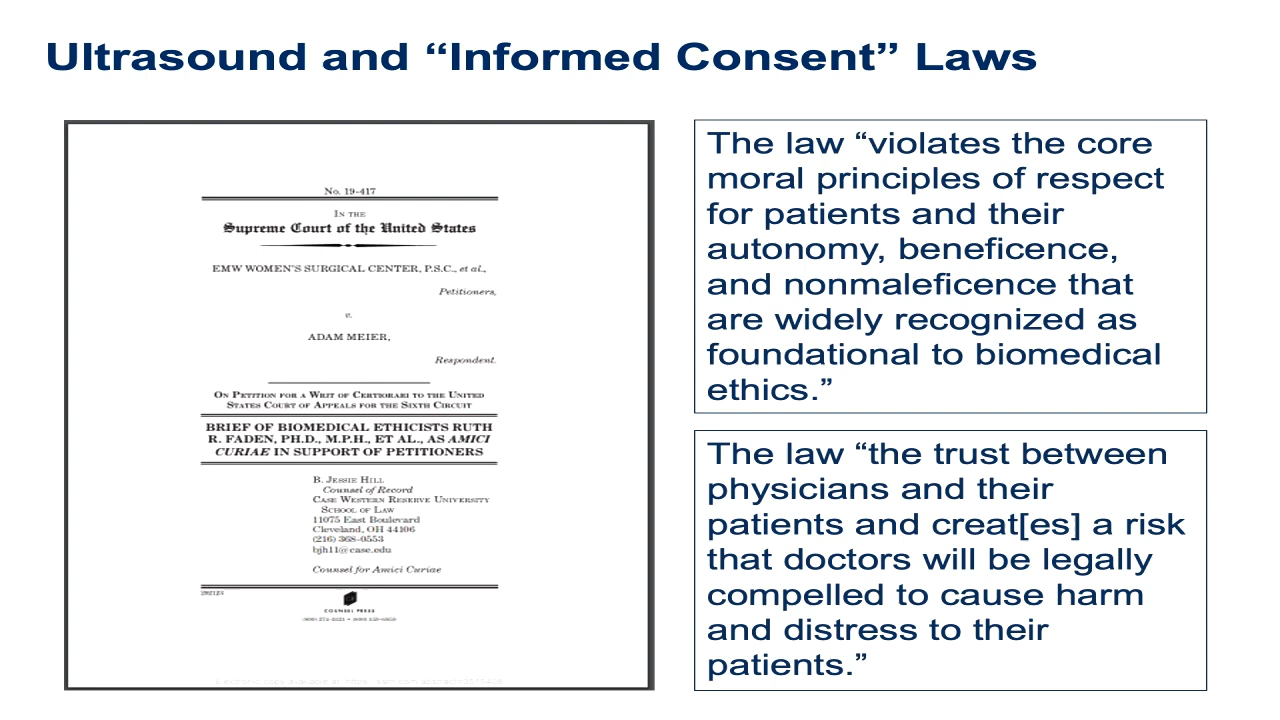 Ultrasound and “Informed Consent” Laws
No. 19-417
IN THE
Supreme Court of the United States
EMW WOMEN’S SURGICAL CENTER, P.S.C., et al.,
Petitioners,
v.
ADAM MEIER,
Respondent.
ON PETITION FOR A WRIT OF CERTIORARI TO THE UNITED
STATES COURT OF APPEALS FOR THE SIXTH CIRCUIT
BRIEF OF BIOMEDICAL ETHICISTS RUTH
R. FADEN, PH.D., M.P.H., ET AL., AS AMICI
CURIAE IN SUPPORT OF PETITIONERS
B. JESSIE HILL
Counsel of Record
CASE WESTERN RESERVE UNIVERSITY
SCHOOL OF LAW
11075 East Boulevard
Cleveland, OH 44106
(216) 368-0553
bjh11@case.edu
Counsel for Amici Curiae
COUNSEL PRESS
The law “violates the core
moral principles of respect
for patients and their
autonomy, beneficence,
and nonmaleficence that
are widely recognized as
foundational to biomedical
ethics.”
The law “the trust between
physicians and their
patients and creat[es] a risk
that doctors will be legally
compelled to cause harm
and distress to their
patients.”